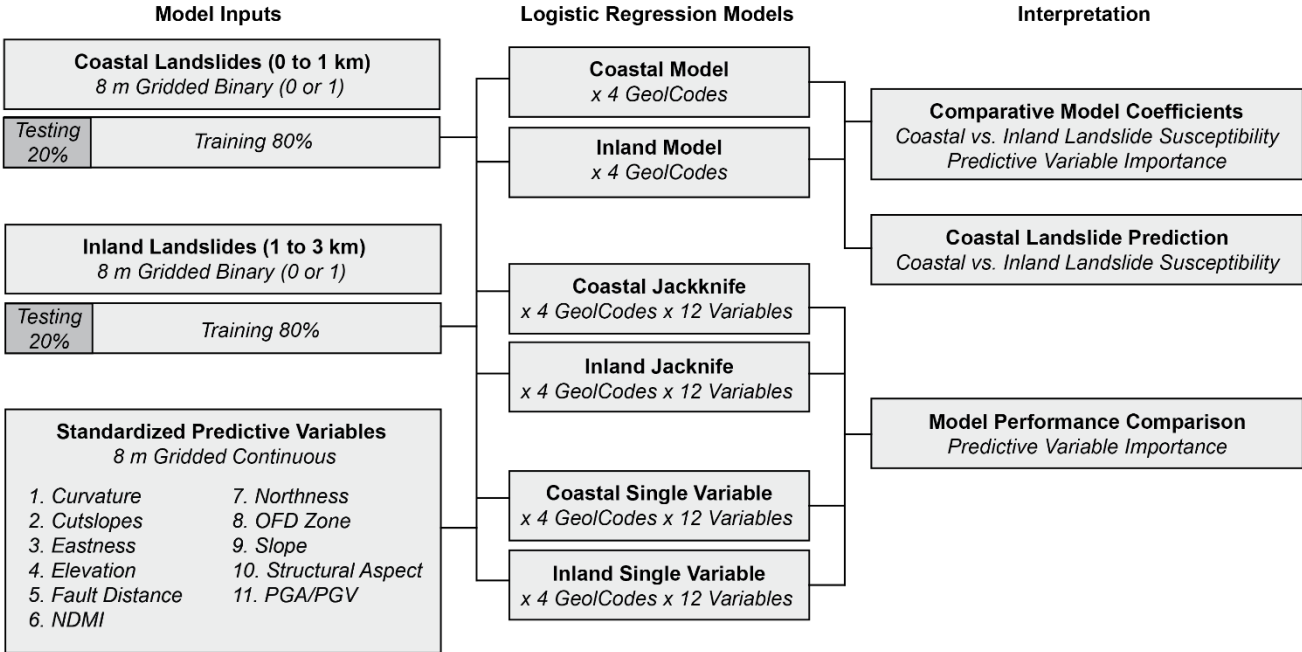 Model Inputs
Coastal Landslides (0 to 1 km)
8 m Gridded Binary (0 or 1)
Testing
20%
Training 80%
Inland Landslides (1 to 3 km)
8 m Gridded Binary (0 or 1)
Testing
20%
Training 80%
Standardized Predictive Variables
8 m Gridded Continuous
1. Curvature
2. Cutslopes
3. Eastness
4. Elevation
5. Fault Distance
6. NDMI
7. Northness
8. OFD Zone
9. Slope
10. Structural Aspect
11. PGA/PGV
Logistic Regression Models
Coastal Model
x 4 GeolCodes
Inland Model
x 4 GeolCodes
Coastal Jackknife
x 4 GeolCodes x 12 Variables
Inland Jacknife
x 4 GeolCodes x 12 Variables
Coastal Single Variable
x 4 GeolCodes x 12 Variables
Inland Single Variable
x 4 GeolCodes x 12 Variables
Interpretation
Comparative Model Coefficients
Coastal vs. Inland Landslide Susceptibility
Predictive Variable Importance
Coastal Landslide Prediction
Coastal vs. Inland Landslide Susceptibility
Model Performance Comparison
Predictive Variable Importance